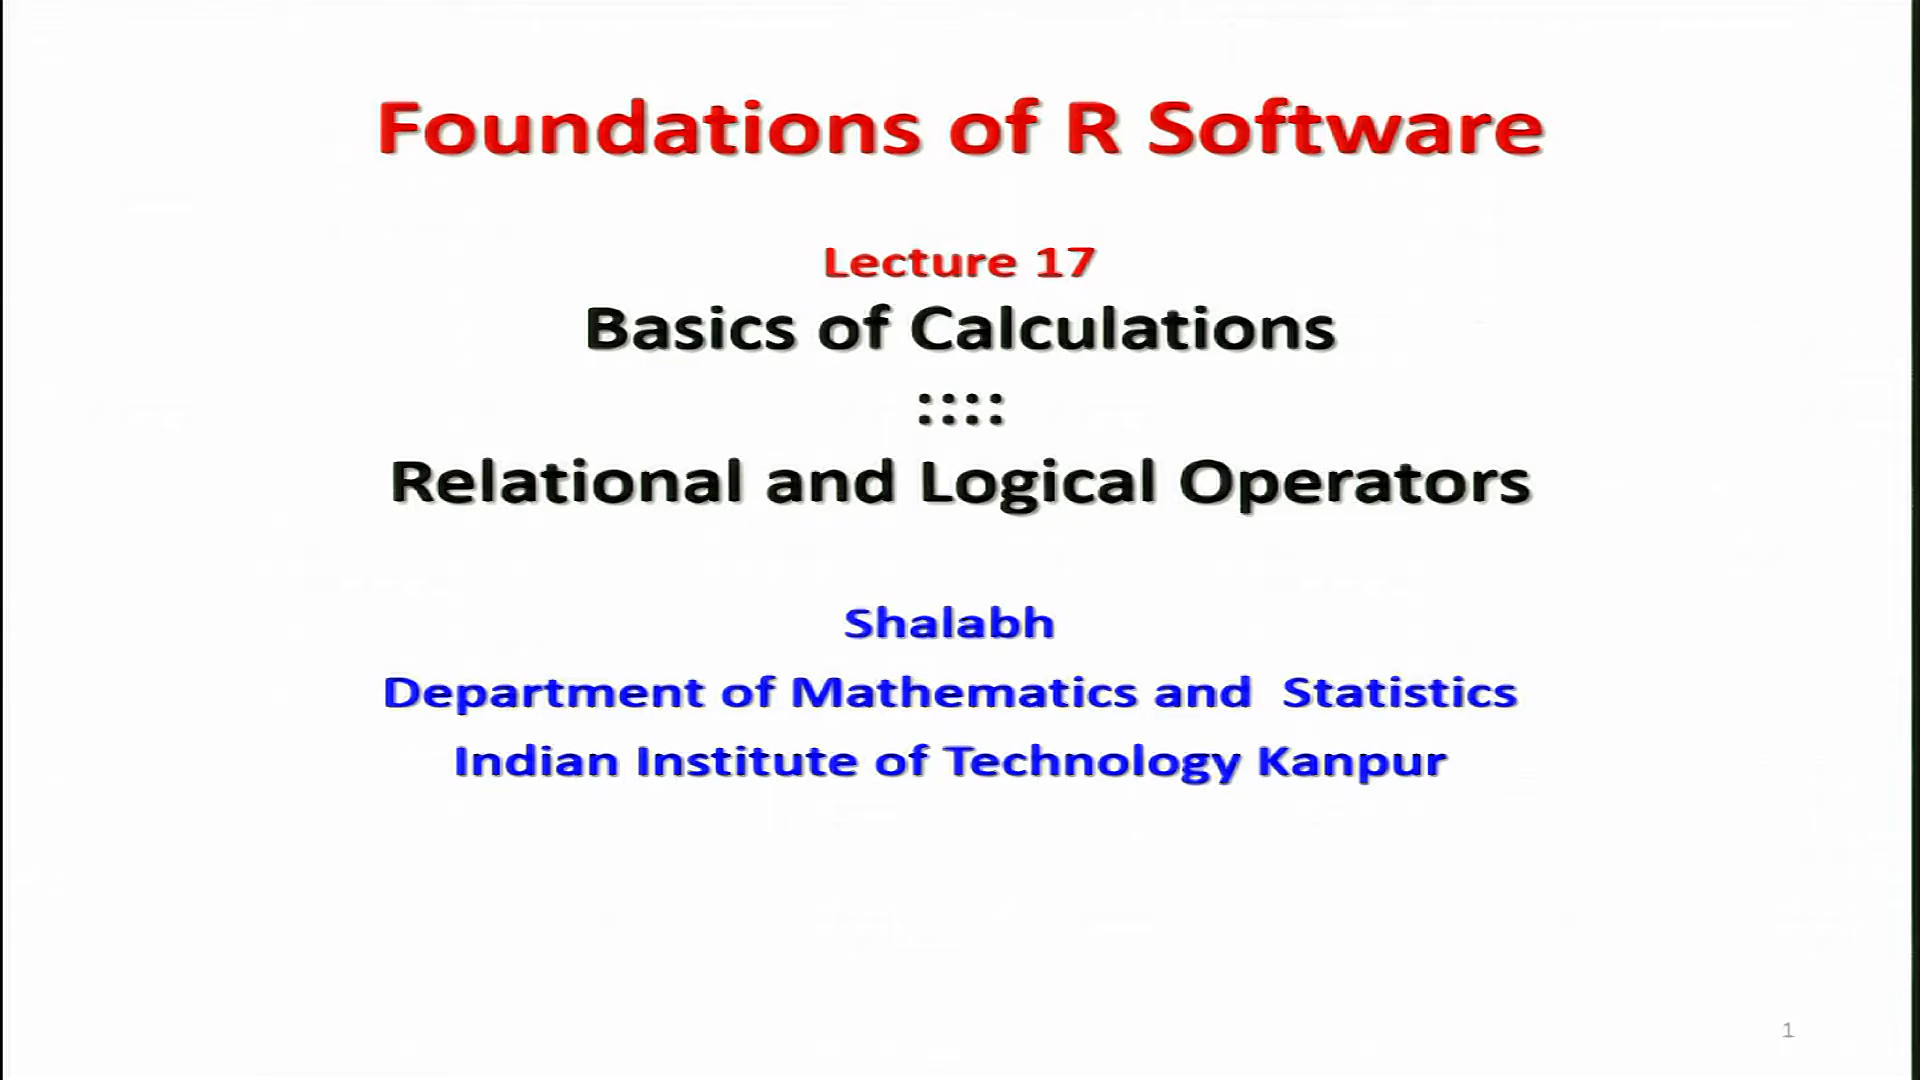 Foundations of R Software
Lecture 17
Basics of Calculations
::::
Relational and Logical Operators
Shalabh
Department of Mathematics and Statistics
Indian Institute of Technology Kanpur
1